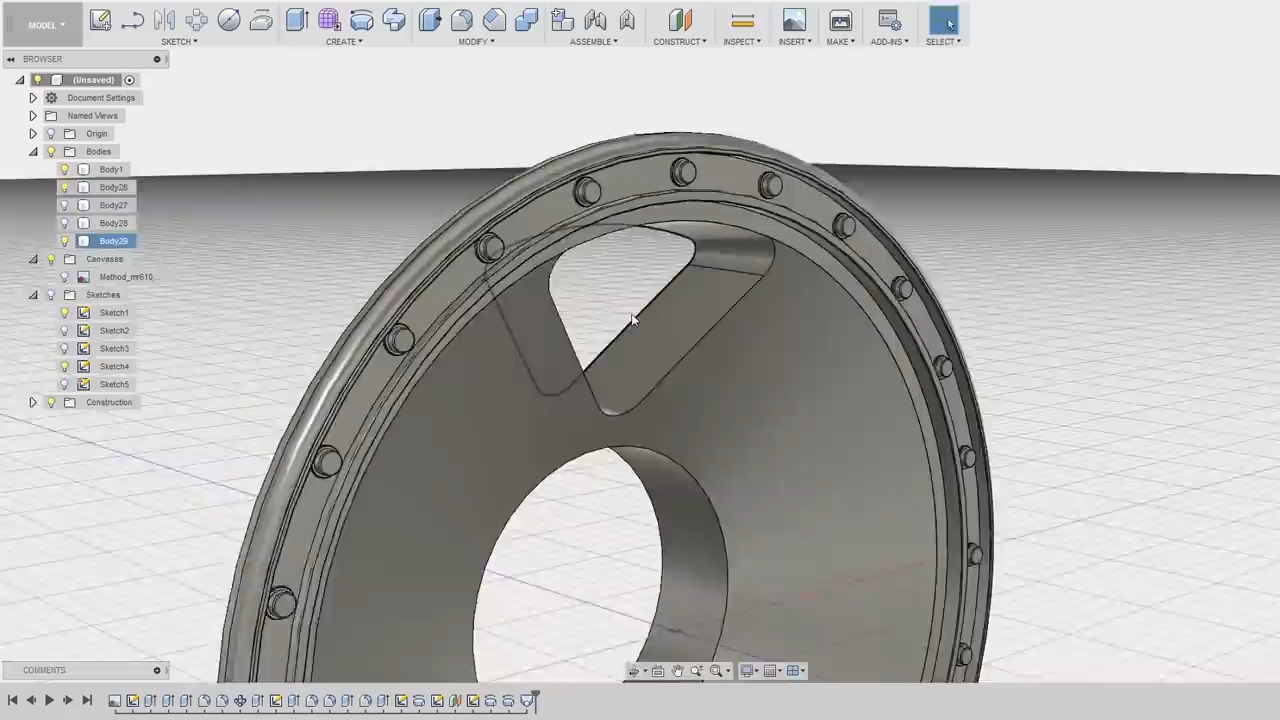 MODEL
SKETCH
CREATE
MODIFY
ASSEMBLE
CONSTRUCT
INSPECT
INSERT
MAKE
ADD-INS
SELECT
BROWSER
(Unsaved)
Document Settings
Named Views
Origin
Bodies
Body1
Body26
Body27
Body28
Body29
Canvases
Method_mr610...
Sketches
Sketch1
Sketch2
Sketch3
Sketch4
Sketch5
Construction
COMMENTS